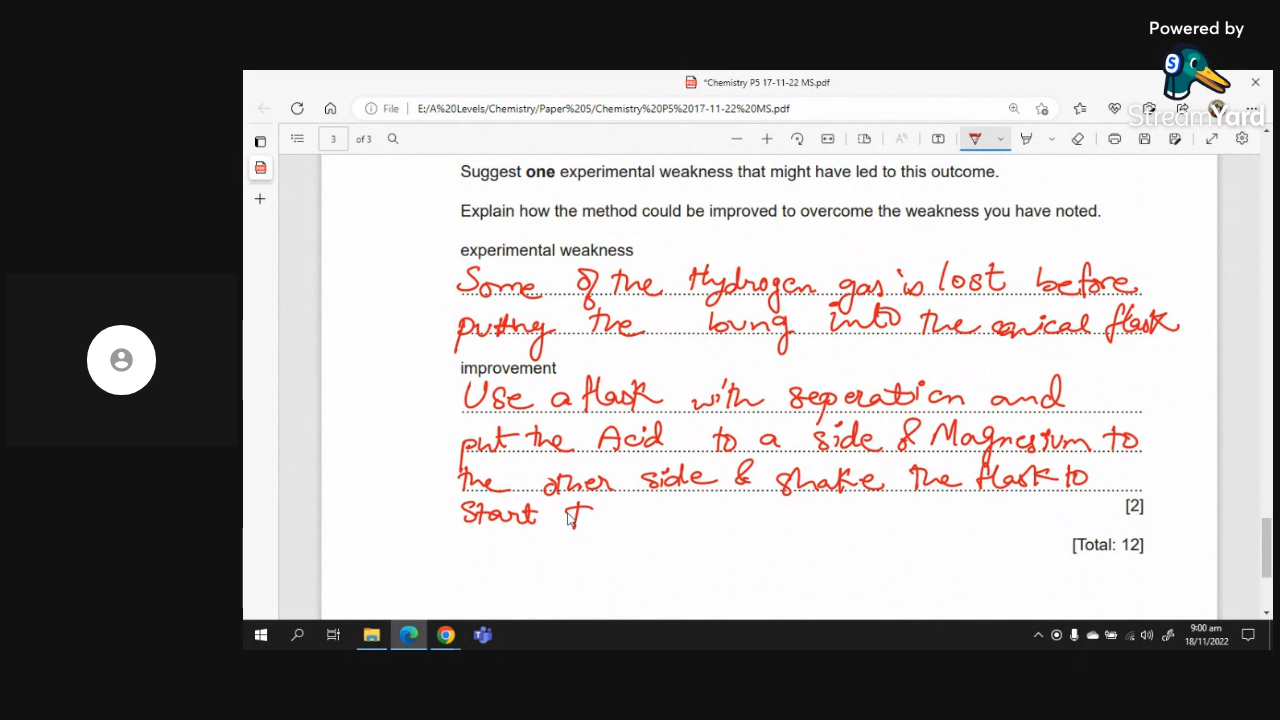 Powered by
StreamYard
*Chemistry P5 17-11-22 MS.pdf
File E:/A%20Levels/Chemistry/Paper%205/Chemistry%20P5%2017-11-22%20MS.pdf
3 of 3
Suggest one experimental weakness that might have led to this outcome.
Explain how the method could be improved to overcome the weakness you have noted.
experimental weakness
Some of the Hydrogen gas is lost before
putting the bung into the conical flask
improvement
Use a flask with seperation and
put the Acid to a side & Magnesium to
the other side & shake the flask to
Start t
[2]
[Total: 12]
9:00 am
18/11/2022